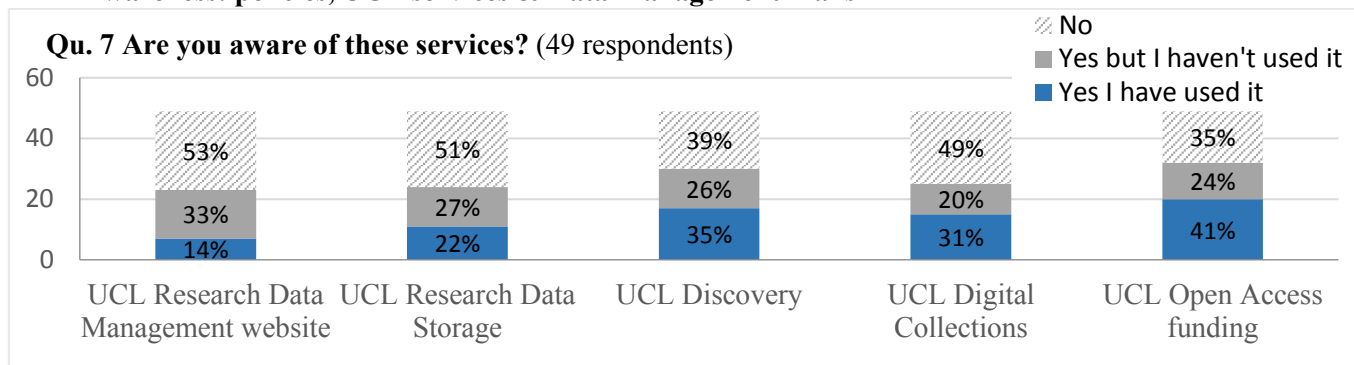 Qu. 7 Are you aware of these services? (49 respondents)
No
Yes but I haven't used it
Yes I have used it
60
40
20
0
53% 51% 39% 49% 35%
33% 27% 26% 20% 24%
14% 22% 35% 31% 41%
UCL Research Data Management website
UCL Research Data Storage
UCL Discovery
UCL Digital Collections
UCL Open Access funding